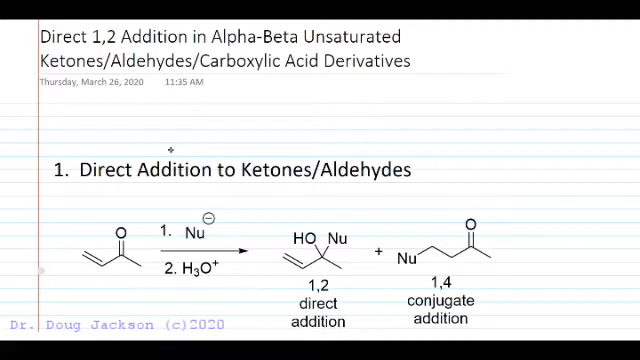 Direct 1,2 Addition in Alpha-Beta Unsaturated
Ketones/Aldehydes/Carboxylic Acid Derivatives
Thursday, March 26, 2020 11:35 AM
1. Direct Addition to Ketones/Aldehydes
O
1. Nu⊖
2. H₃O⁺
HO Nu
+
O
Nu
1,2
direct
addition
1,4
conjugate
addition
Dr. Doug Jackson (c)2020